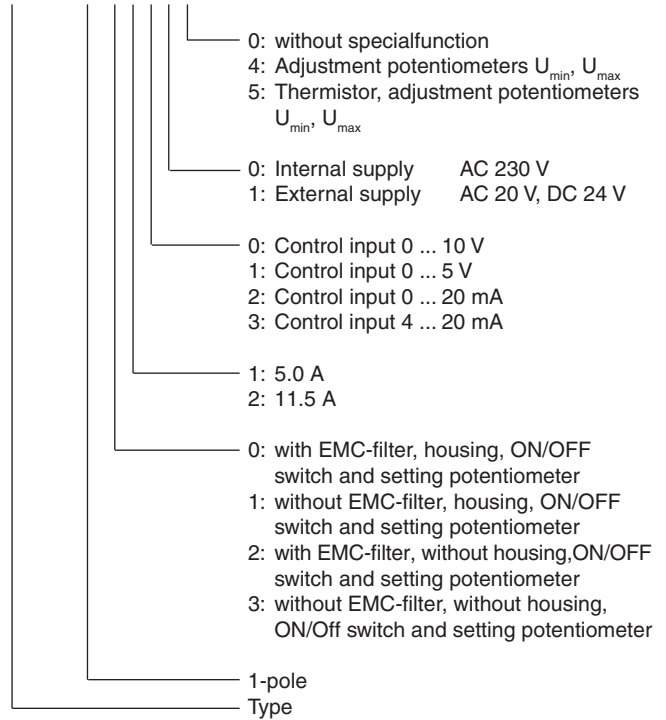 0: without specialfunction
4: Adjustment potentiometers Umin, Umax
5: Thermistor, adjustment potentiometers
Umin, Umax
0: Internal supply AC 230 V
1: External supply AC 20 V, DC 24 V
0: Control input 0 ... 10 V
1: Control input 0 ... 5 V
2: Control input 0 ... 20 mA
3: Control input 4 ... 20 mA
1: 5.0 A
2: 11.5 A
0: with EMC-filter, housing, ON/OFF
switch and setting potentiometer
1: without EMC-filter, housing, ON/OFF
switch and setting potentiometer
2: with EMC-filter, without housing,ON/OFF
switch and setting potentiometer
3: without EMC-filter, without housing,
ON/Off switch and setting potentiometer
1-pole
Type